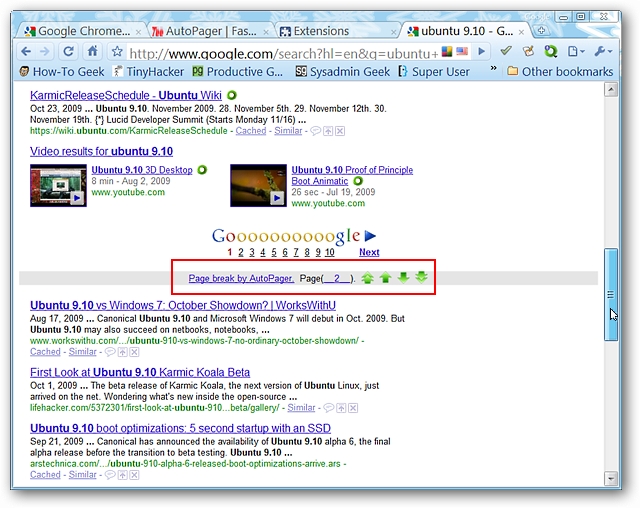 Google Chrome...
AutoPager | Fas...
Extensions
ubuntu 9.10 - G...
http://www.google.com/search?hl=en&q=ubuntu+
How-To Geek
TinyHacker
Productive G...
Sysadmin Geek
Super User
»
Other bookmarks
KarmicReleaseSchedule - Ubuntu Wiki
Oct 23, 2009 ... Ubuntu 9.10. November 2009. 28. November 5th. 29. November 12th. 30.
November 19th. {*} Lucid Developer Summit (Starts Monday 11/16) ...
https://wiki.ubuntu.com/KarmicReleaseSchedule - Cached - Similar -
Video results for ubuntu 9.10
Ubuntu 9.10 3D Desktop
8 min - Aug 2, 2009
www.youtube.com
Ubuntu 9.10 Proof of Principle
Boot Animatic
26 sec - Jul 19, 2009
www.youtube.com
Goooooooooogle
1 2 3 4 5 6 7 8 9 10 Next
Page break by AutoPager. Page(__2__).
Ubuntu 9.10 vs Windows 7: October Showdown? | WorksWithU
Aug 17, 2009 ... Canonical Ubuntu 9.10 and Microsoft Windows 7 will debut in Oct. 2009. But
Ubuntu 9.10 may also succeed on netbooks, notebooks, ...
www.workswithu.com/.../ubuntu-910-vs-windows-7-no-ordinary-october-showdown/ -
Cached - Similar -
First Look at Ubuntu 9.10 Karmic Koala Beta
Oct 1, 2009 ... The beta release of Karmic Koala, the next version of Ubuntu Linux, just
arrived on the net. Wondering what's new inside the open-source ...
lifehacker.com/5372301/first-look-at-ubuntu-910...beta/gallery/ - Similar -
Ubuntu 9.10 boot optimizations: 5 second startup with an SSD
Sep 21, 2009 ... Canonical has announced the availability of Ubuntu 9.10 alpha 6, the final
alpha release before the transition to beta testing. Ubuntu 9.10 ...
arstechnica.com/.../ubuntu-910-alpha-6-released-boot-optimizations-arrive.ars -
Cached - Similar -